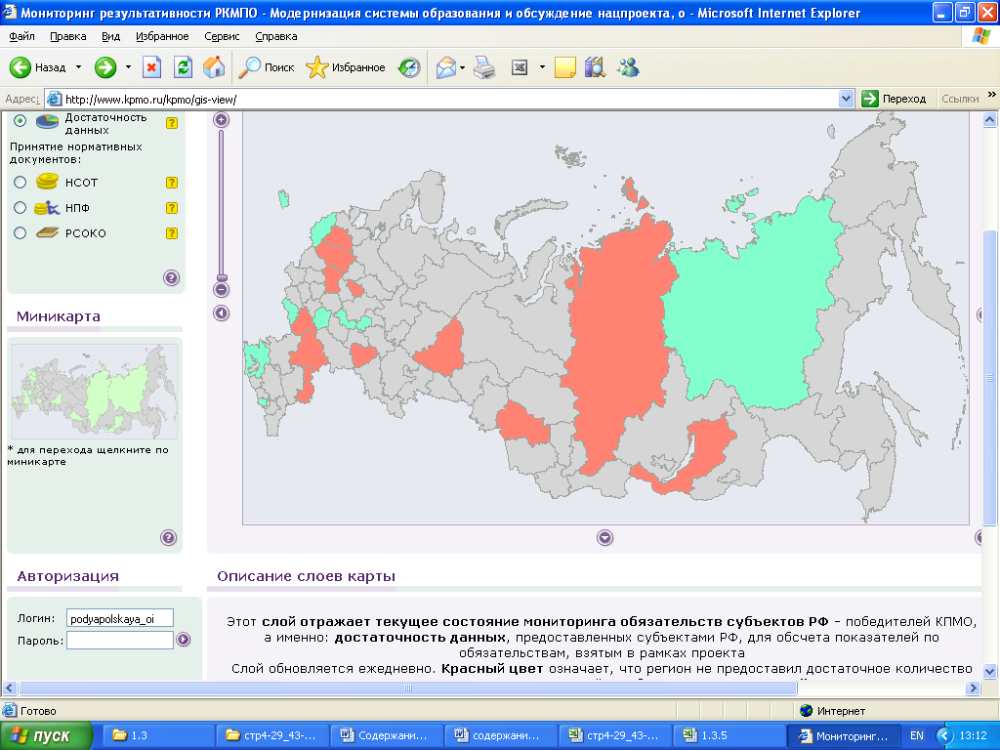 Мониторинг результативности РКМПО - Модернизация системы образования и обсуждение нацпроекта, о - Microsoft Internet Explorer
Файл Правка Вид Избранное Сервис Справка
Назад Поиск Избранное
Адрес: http://www.kpmo.ru/kpmo/gis-view/ Переход Ссылки »
Достаточность
данных ?
Принятие нормативных
документов:
НСОТ ?
НПФ ?
РСОКО ?
?
Миникарта
* для перехода щелкните по
миникарте
?
Авторизация
Логин: podyapolskaya_oi
Пароль:
Описание слоев карты
Этот слой отражает текущее состояние мониторинга обязательств субъектов РФ – победителей КПМО,
а именно: достаточность данных, предоставленных субъектами РФ, для обсчета показателей по
обязательствам, взятым в рамках проекта
Слой обновляется ежедневно. Красный цвет означает, что регион не предоставил достаточное количество
Готово Интернет
пуск 1.3 стр4-29_43-... Содержани... содержани... стр4-29_43-... 1.3.5 Мониторинг... EN 13:12